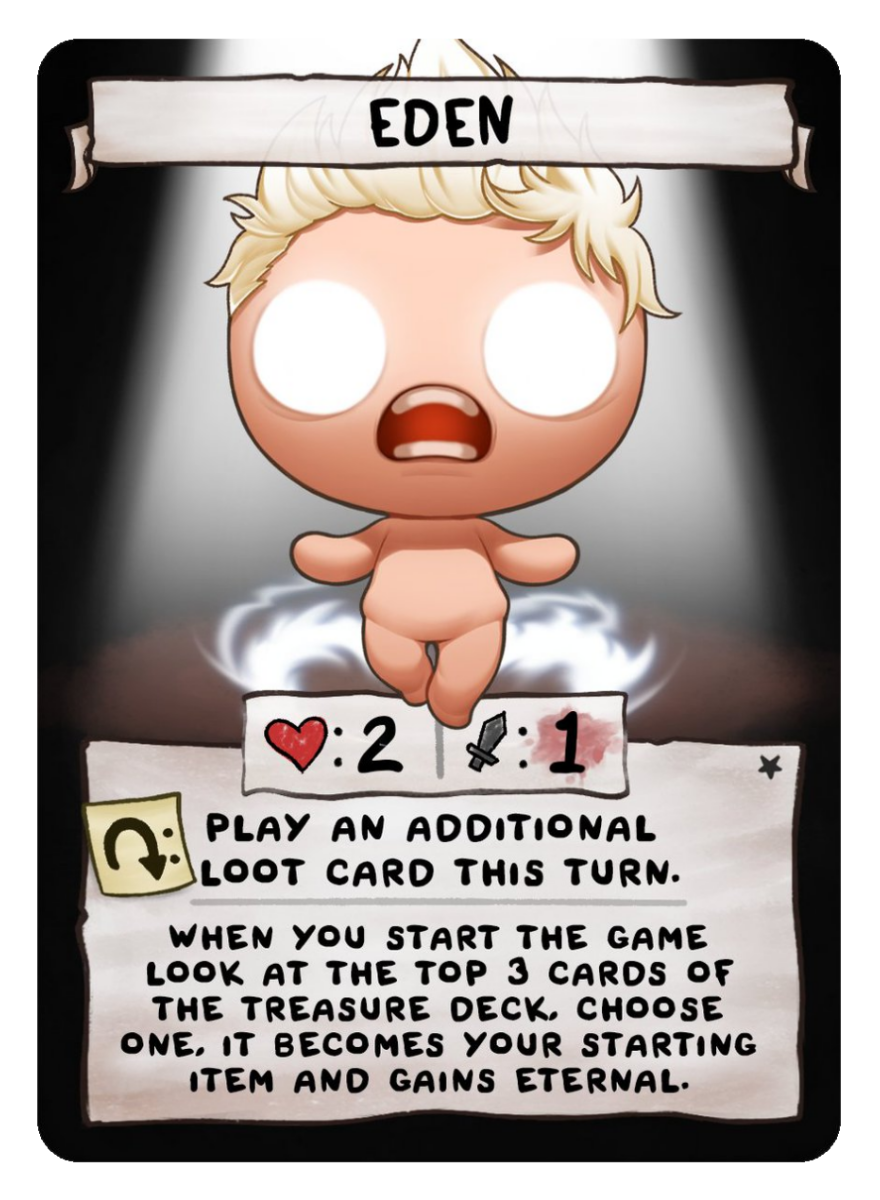 EDEN
: 2 : 1
: PLAY AN ADDITIONAL
LOOT CARD THIS TURN.
WHEN YOU START THE GAME
LOOK AT THE TOP 3 CARDS OF
THE TREASURE DECK. CHOOSE
ONE. IT BECOMES YOUR STARTING
ITEM AND GAINS ETERNAL.